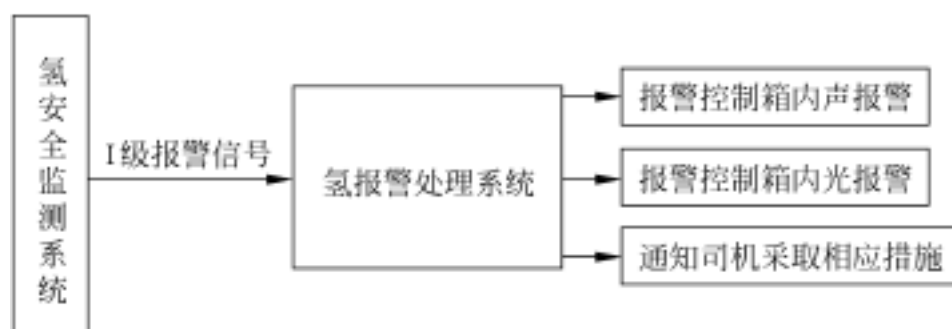 氢安全监测系统
I级报警信号
氢报警处理系统
报警控制箱内声报警
报警控制箱内光报警
通知司机采取相应措施